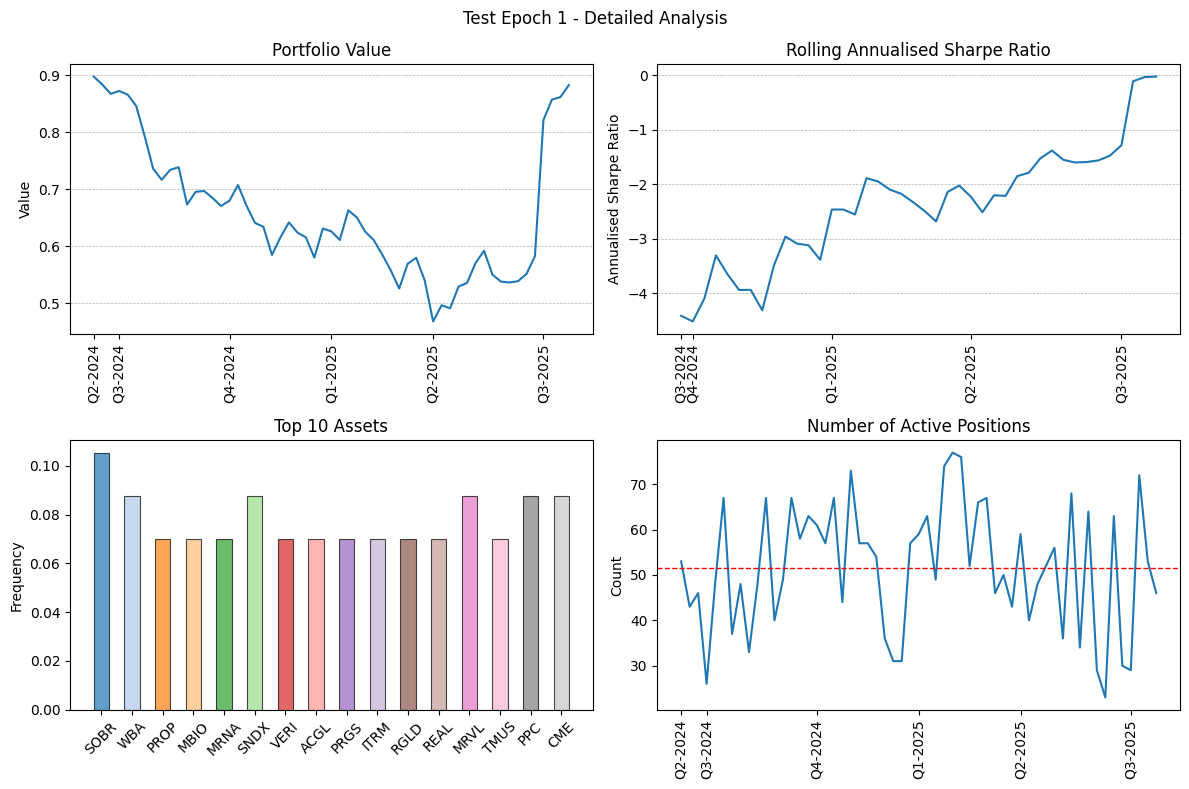 Test Epoch 1 - Detailed Analysis
Portfolio Value
Value
0.9
0.8
0.7
0.6
0.5
Q2-2024
Q3-2024
Q4-2024
Q1-2025
Q2-2025
Q3-2025
Rolling Annualised Sharpe Ratio
Annualised Sharpe Ratio
0
−1
−2
−3
−4
Q3-2024
Q4-2024
Q1-2025
Q2-2025
Q3-2025
Top 10 Assets
Frequency
0.10
0.08
0.06
0.04
0.02
0.00
SOBR
WBA
PROP
MBIO
MRNA
SNDX
VERI
ACGL
PRGS
ITRM
RGLD
REAL
MRVL
TMUS
PPC
CME
Number of Active Positions
Count
70
60
50
40
30
Q2-2024
Q3-2024
Q4-2024
Q1-2025
Q2-2025
Q3-2025